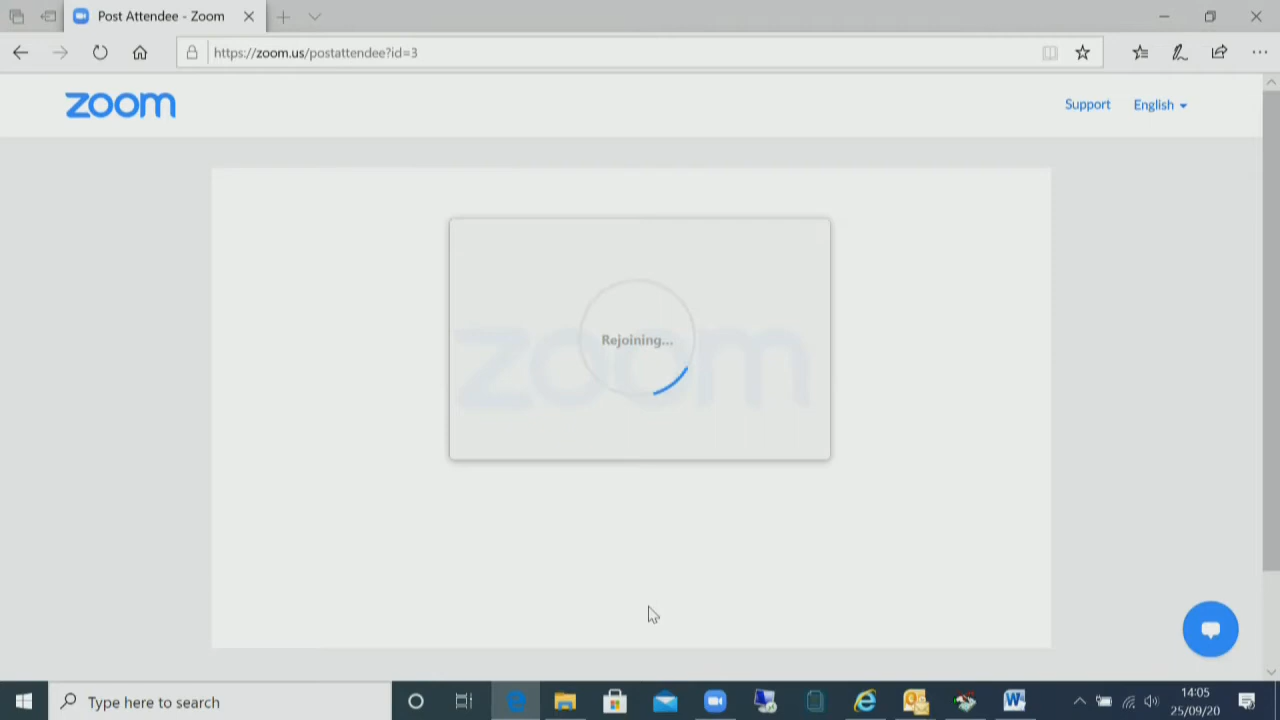 Post Attendee - Zoom
https://zoom.us/postattendee?id=3
zoom
Support
English
zoom
Rejoining...
Type here to search
14:05
25/09/20